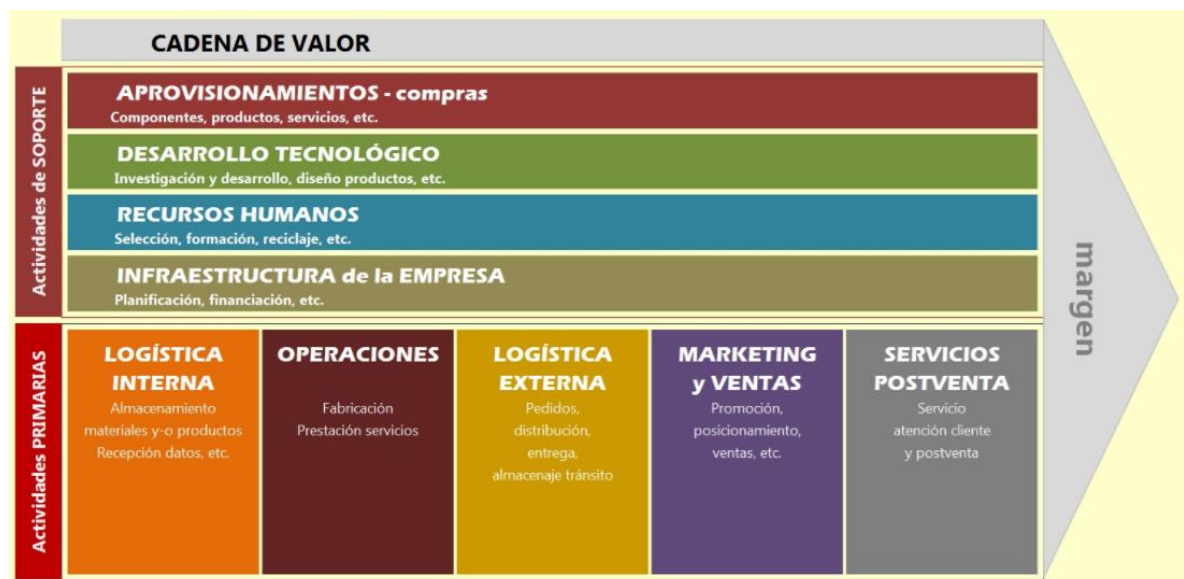 CADENA DE VALOR
Actividades de SOPORTE
APROVISIONAMIENTOS - compras
Componentes, productos, servicios, etc.
DESARROLLO TECNOLÓGICO
Investigación y desarrollo, diseño productos, etc.
RECURSOS HUMANOS
Selección, formación, reciclaje, etc.
INFRAESTRUCTURA de la EMPRESA
Planificación, financiación, etc.
Actividades PRIMARIAS
LOGÍSTICA
INTERNA
Almacenamiento
materiales y-o productos
Recepción datos, etc.
OPERACIONES
Fabricación
Prestación servicios
LOGÍSTICA
EXTERNA
Pedidos,
distribución,
entrega,
almacenaje tránsito
MARKETING
y VENTAS
Promoción,
posicionamiento,
ventas, etc.
SERVICIOS
POSTVENTA
Servicio
atención cliente
y postventa
margen